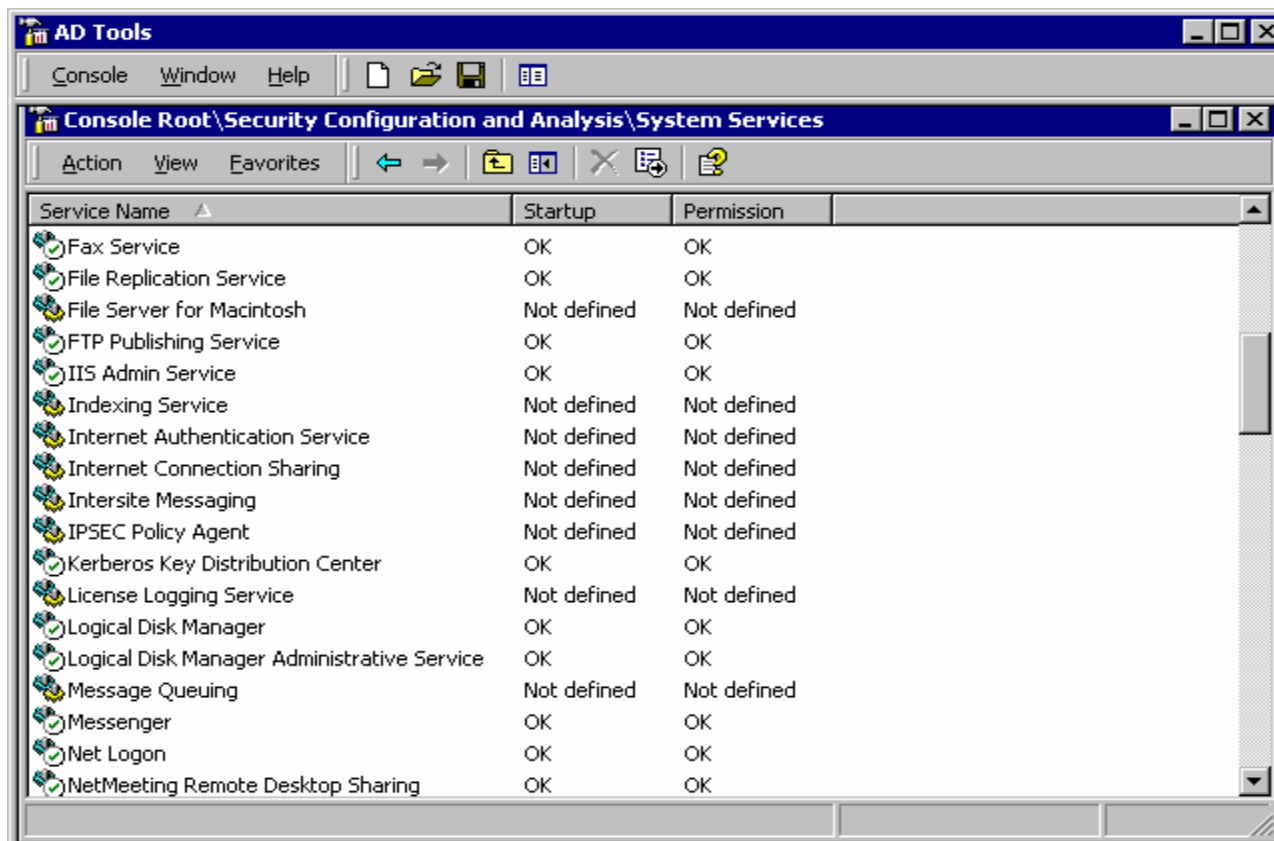 AD Tools
Console Window Help
Console Root\Security Configuration and Analysis\System Services
Action View Favorites
Service Name Startup Permission
Fax Service OK OK
File Replication Service OK OK
File Server for Macintosh Not defined Not defined
FTP Publishing Service OK OK
IIS Admin Service OK OK
Indexing Service Not defined Not defined
Internet Authentication Service Not defined Not defined
Internet Connection Sharing Not defined Not defined
Intersite Messaging Not defined Not defined
IPSEC Policy Agent Not defined Not defined
Kerberos Key Distribution Center OK OK
License Logging Service Not defined Not defined
Logical Disk Manager OK OK
Logical Disk Manager Administrative Service OK OK
Message Queuing Not defined Not defined
Messenger OK OK
Net Logon OK OK
NetMeeting Remote Desktop Sharing OK OK